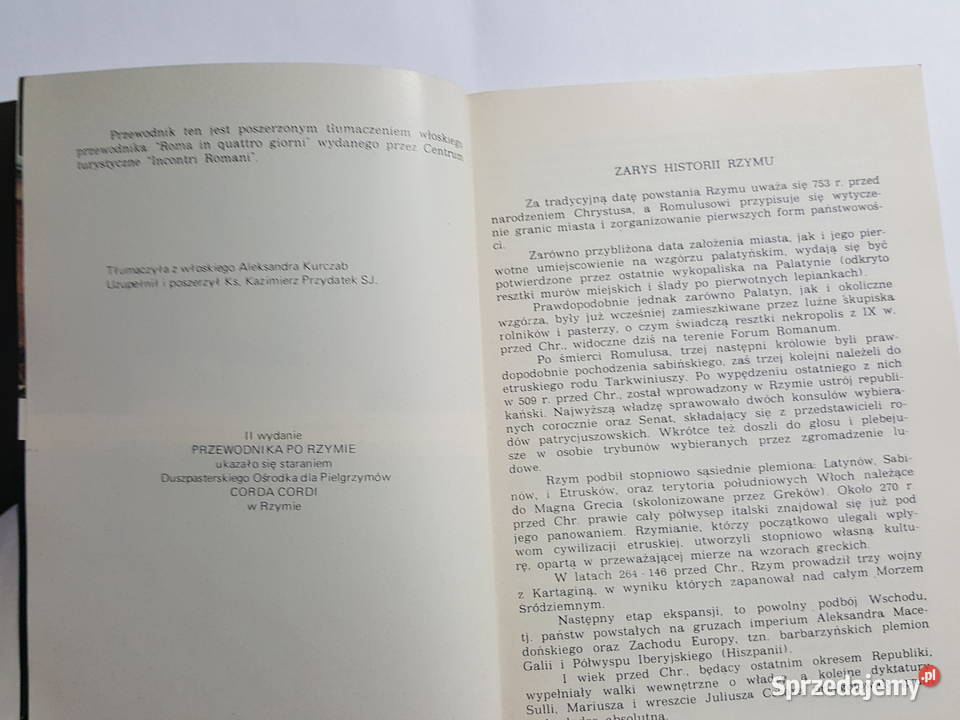 Przewodnik ten jest poszerzonym tłumaczeniem włoskiego
przewodnika "Roma in quattro giorni" wydanego przez Centrum
turystyczne "Incontri Romani".
Tłumaczyła z włoskiego Aleksandra Kurczab
Uzupełnił i poszerzył Ks. Kazimierz Przydatek SJ.
II wydanie
PRZEWODNIKA PO RZYMIE
ukazało się staraniem
Duszpasterskiego Ośrodka dla Pielgrzymów
CORDA CORDI
w Rzymie
ZARYS HISTORII RZYMU
Za tradycyjną datę powstania Rzymu uważa się 753 r. przed
narodzeniem Chrystusa, a Romulusowi przypisuje się wytycze-
nie granic miasta i zorganizowanie pierwszych form państwowoś-
ci.
Zarówno przybliżona data założenia miasta, jak i jego pier-
wotne umiejscowienie na wzgórzu palatyńskim, wydają się być
potwierdzone przez ostatnie wykopaliska na Palatynie (odkryto
resztki murów miejskich i ślady po pierwotnych lepiankach).
Prawdopodobnie jednak zarówno Palatyn, jak i okoliczne
wzgórza, były już wcześniej zamieszkiwane przez luźne skupiska
rolników i pasterzy, o czym świadczą resztki nekropolis z IX w.
przed Chr., widoczne dziś na terenie Forum Romanum.
Po śmierci Romulusa, trzej następni królowie byli praw-
dopodobnie pochodzenia sabińskiego, zaś trzej kolejni należeli do
etruskiego rodu Tarkwiniuszy. Po wypędzeniu ostatniego z nich
w 509 r. przed Chr., został wprowadzony w Rzymie ustrój republi-
kański. Najwyższą władzę sprawowało dwóch konsulów wybiera-
nych corocznie oraz Senat, składający się z przedstawicieli ro-
dów patrycjuszowskich. Wkrótce też doszli do głosu i plebeju-
sze w osobie trybunów wybieranych przez zgromadzenie lu-
dowe.
Rzym podbił stopniowo sąsiednie plemiona: Latynów, Sabi-
nów, i Etrusków, oraz terytoria południowych Włoch należące
do Magna Grecia (skolonizowane przez Greków). Około 270 r.
przed Chr. prawie cały półwysep italski znajdował się już pod
jego panowaniem. Rzymianie, którzy początkowo ulegali wpły-
wom cywilizacji etruskiej, utworzyli stopniowo własną kultu-
rę, opartą w przeważającej mierze na wzorach greckich.
W latach 264 - 146 przed Chr., Rzym prowadził trzy wojny
z Kartaginą, w wyniku których zapanował nad całym Morzem
Sródziemnym.
Następny etap ekspansji, to powolny podbój Wschodu,
tj. państw powstałych na gruzach imperium Aleksandra Mace-
dońskiego oraz Zachodu Europy, tzn. barbarzyńskich plemion
Galii i Półwyspu Iberyjskiego (Hiszpanii).
I wiek przed Chr., będący ostatnim okresem Republiki,
wypełniały walki wewnętrzne o a kolejne dyktatury
Sulli, Mariusza i wreszcie Juliusza
absolutna.
Sprzedajemy.pl